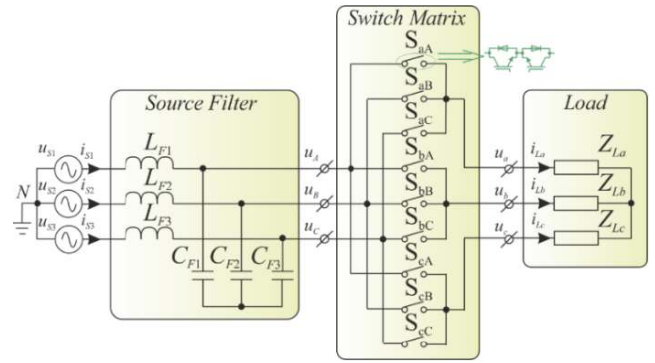 Switch Matrix
Source Filter
Load
S_aA
S_aB
S_aC
S_bA
S_bB
S_bC
S_cA
S_cB
S_cC
N
u_S1 i_S1 L_F1
u_S2 i_S2 L_F2
u_S3 i_S3 L_F3
C_F1 C_F2 C_F3
u_A
u_B
u_C
u_a i_La Z_La
u_b i_Lb Z_Lb
u_c i_Lc Z_Lc